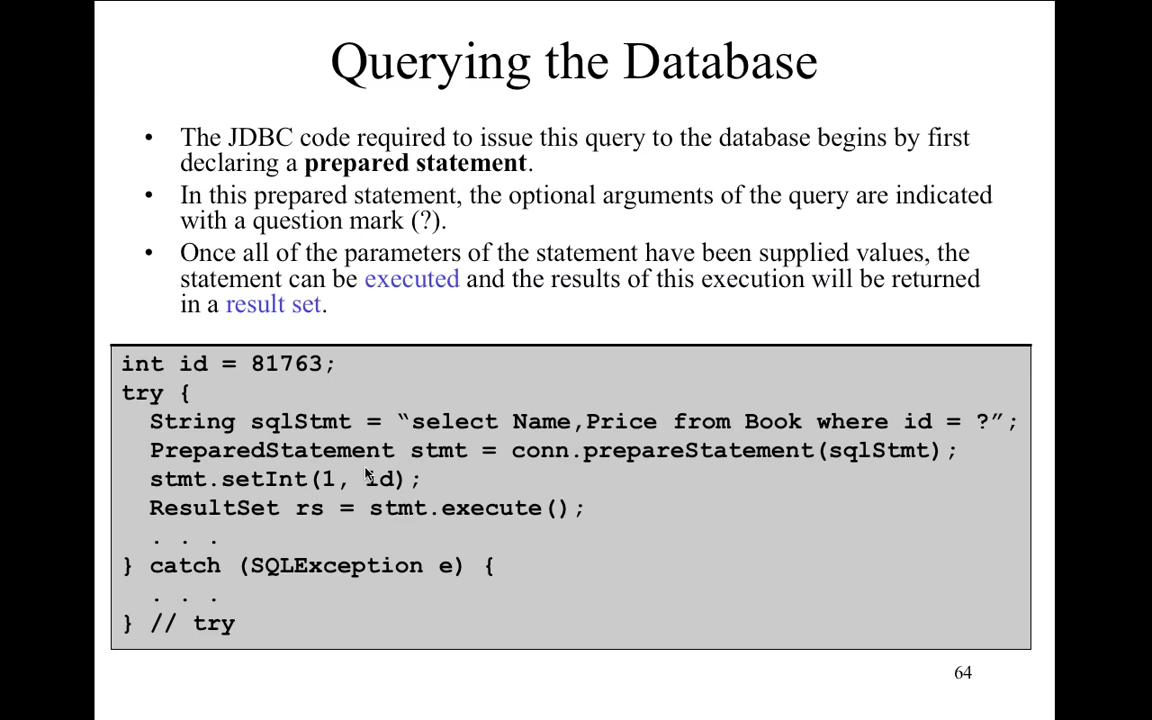 Querying the Database
• The JDBC code required to issue this query to the database begins by first
declaring a prepared statement.
• In this prepared statement, the optional arguments of the query are indicated
with a question mark (?).
• Once all of the parameters of the statement have been supplied values, the
statement can be executed and the results of this execution will be returned
in a result set.
int id = 81763;
try {
  String sqlStmt = “select Name,Price from Book where id = ?”;
  PreparedStatement stmt = conn.prepareStatement(sqlStmt);
  stmt.setInt(1, id);
  ResultSet rs = stmt.execute();
  . . .
} catch (SQLException e) {
  . . .
} // try
64